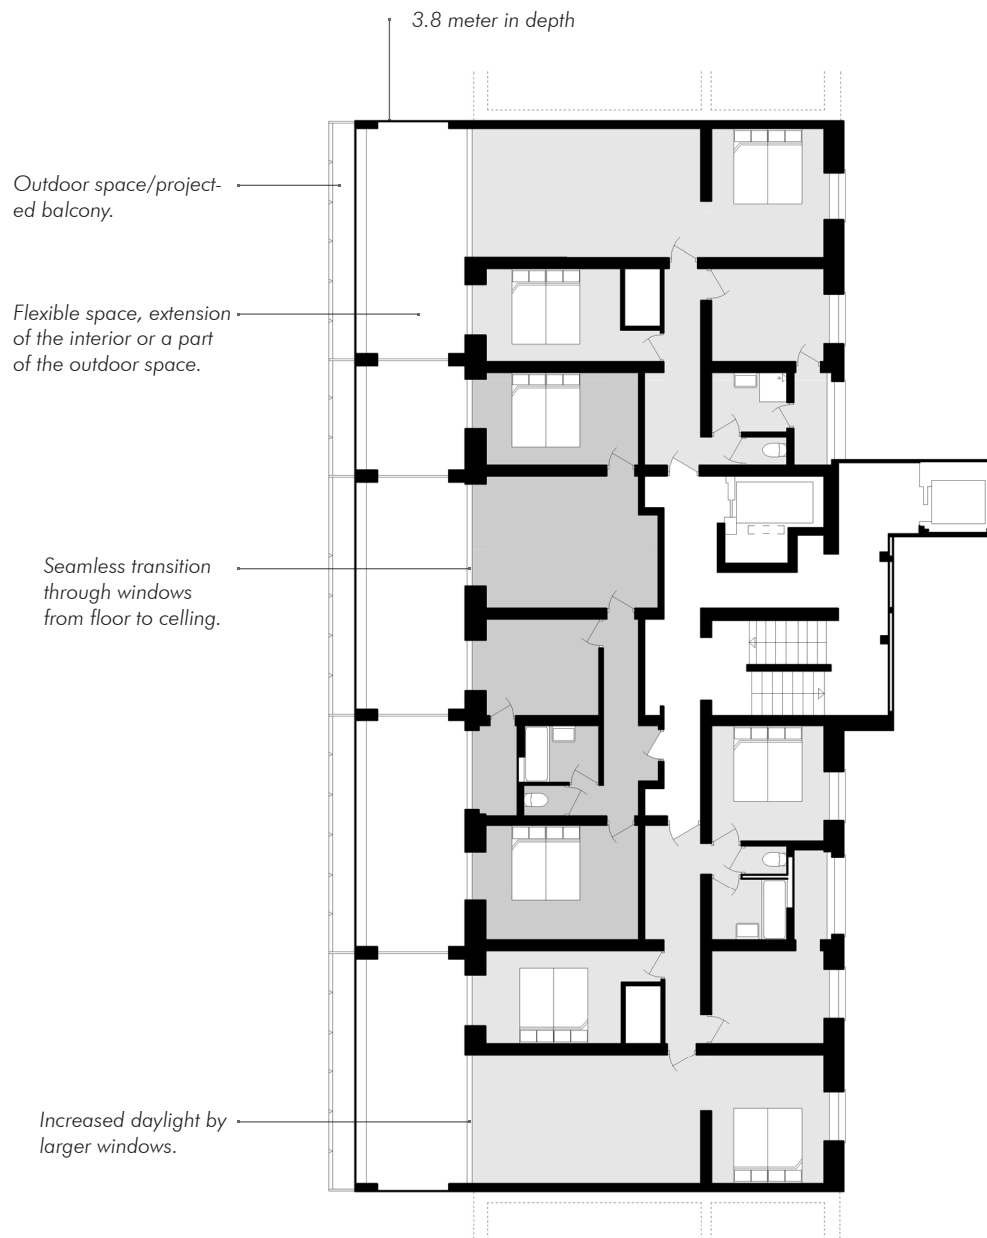 3.8 meter in depth
Outdoor space/project-
ed balcony.
Flexible space, extension
of the interior or a part
of the outdoor space.
Seamless transition
through windows
from floor to celling.
Increased daylight by
larger windows.